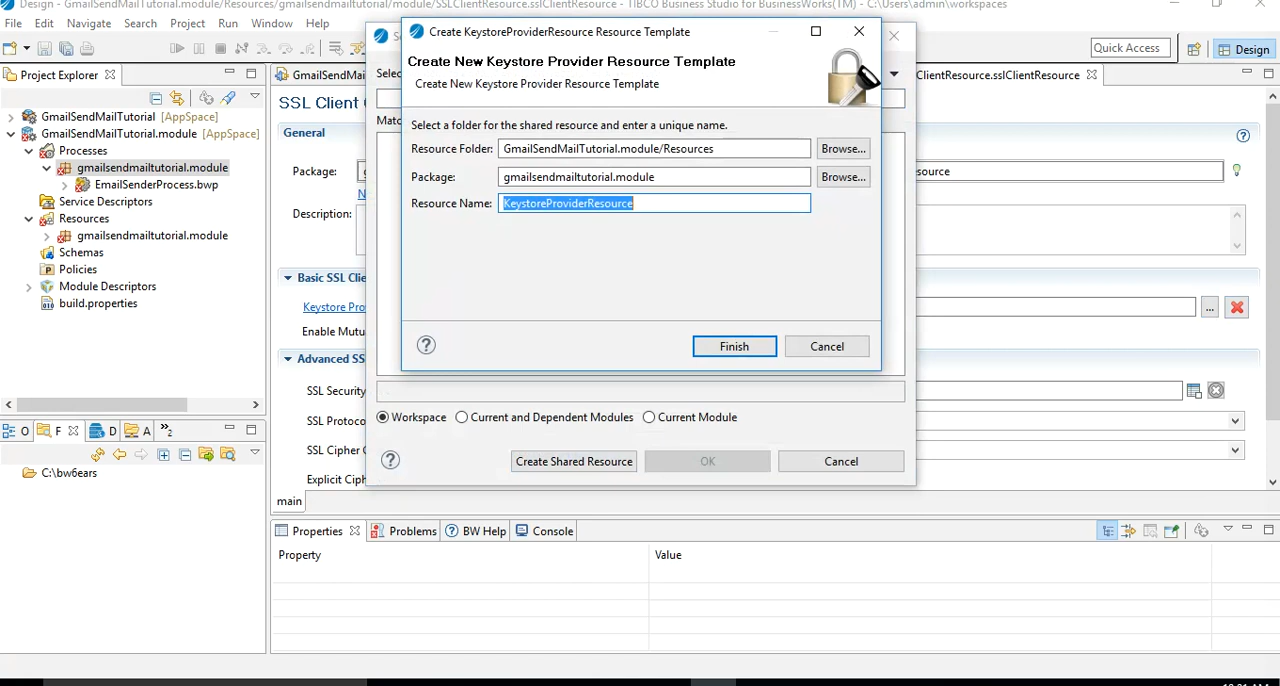 Design - GmailSendMailTutorial.module/Resources/gmailsendmailtutorial/module/SSLClientResource.sslClientResource - TIBCO Business Studio for BusinessWorks(TM) - C:\Users\admin\workspaces
File Edit Navigate Search Project Run Window Help
Quick Access
Design
Project Explorer
GmailSendMailTutorial [AppSpace]
GmailSendMailTutorial.module [AppSpace]
Processes
gmailsendmailtutorial.module
EmailSenderProcess.bwp
Service Descriptors
Resources
gmailsendmailtutorial.module
Schemas
Policies
Module Descriptors
build.properties
O F D A »2
C:\bw6ears
GmailSendMai
ClientResource.sslClientResource
SSL Client
General
Package:
source
Description:
Basic SSL Clie
Keystore Pro
...
Enable Mutu
Advanced SS
SSL Security
SSL Protoco
SSL Cipher C
Explicit Ciph
main
Selec
Matc
Workspace Current and Dependent Modules Current Module
Create Shared Resource OK Cancel
Create KeystoreProviderResource Resource Template
Create New Keystore Provider Resource Template
Create New Keystore Provider Resource Template
Select a folder for the shared resource and enter a unique name.
Resource Folder: GmailSendMailTutorial.module/Resources Browse...
Package: gmailsendmailtutorial.module Browse...
Resource Name: KeystoreProviderResource
Finish Cancel
Properties Problems BW Help Console
Property Value